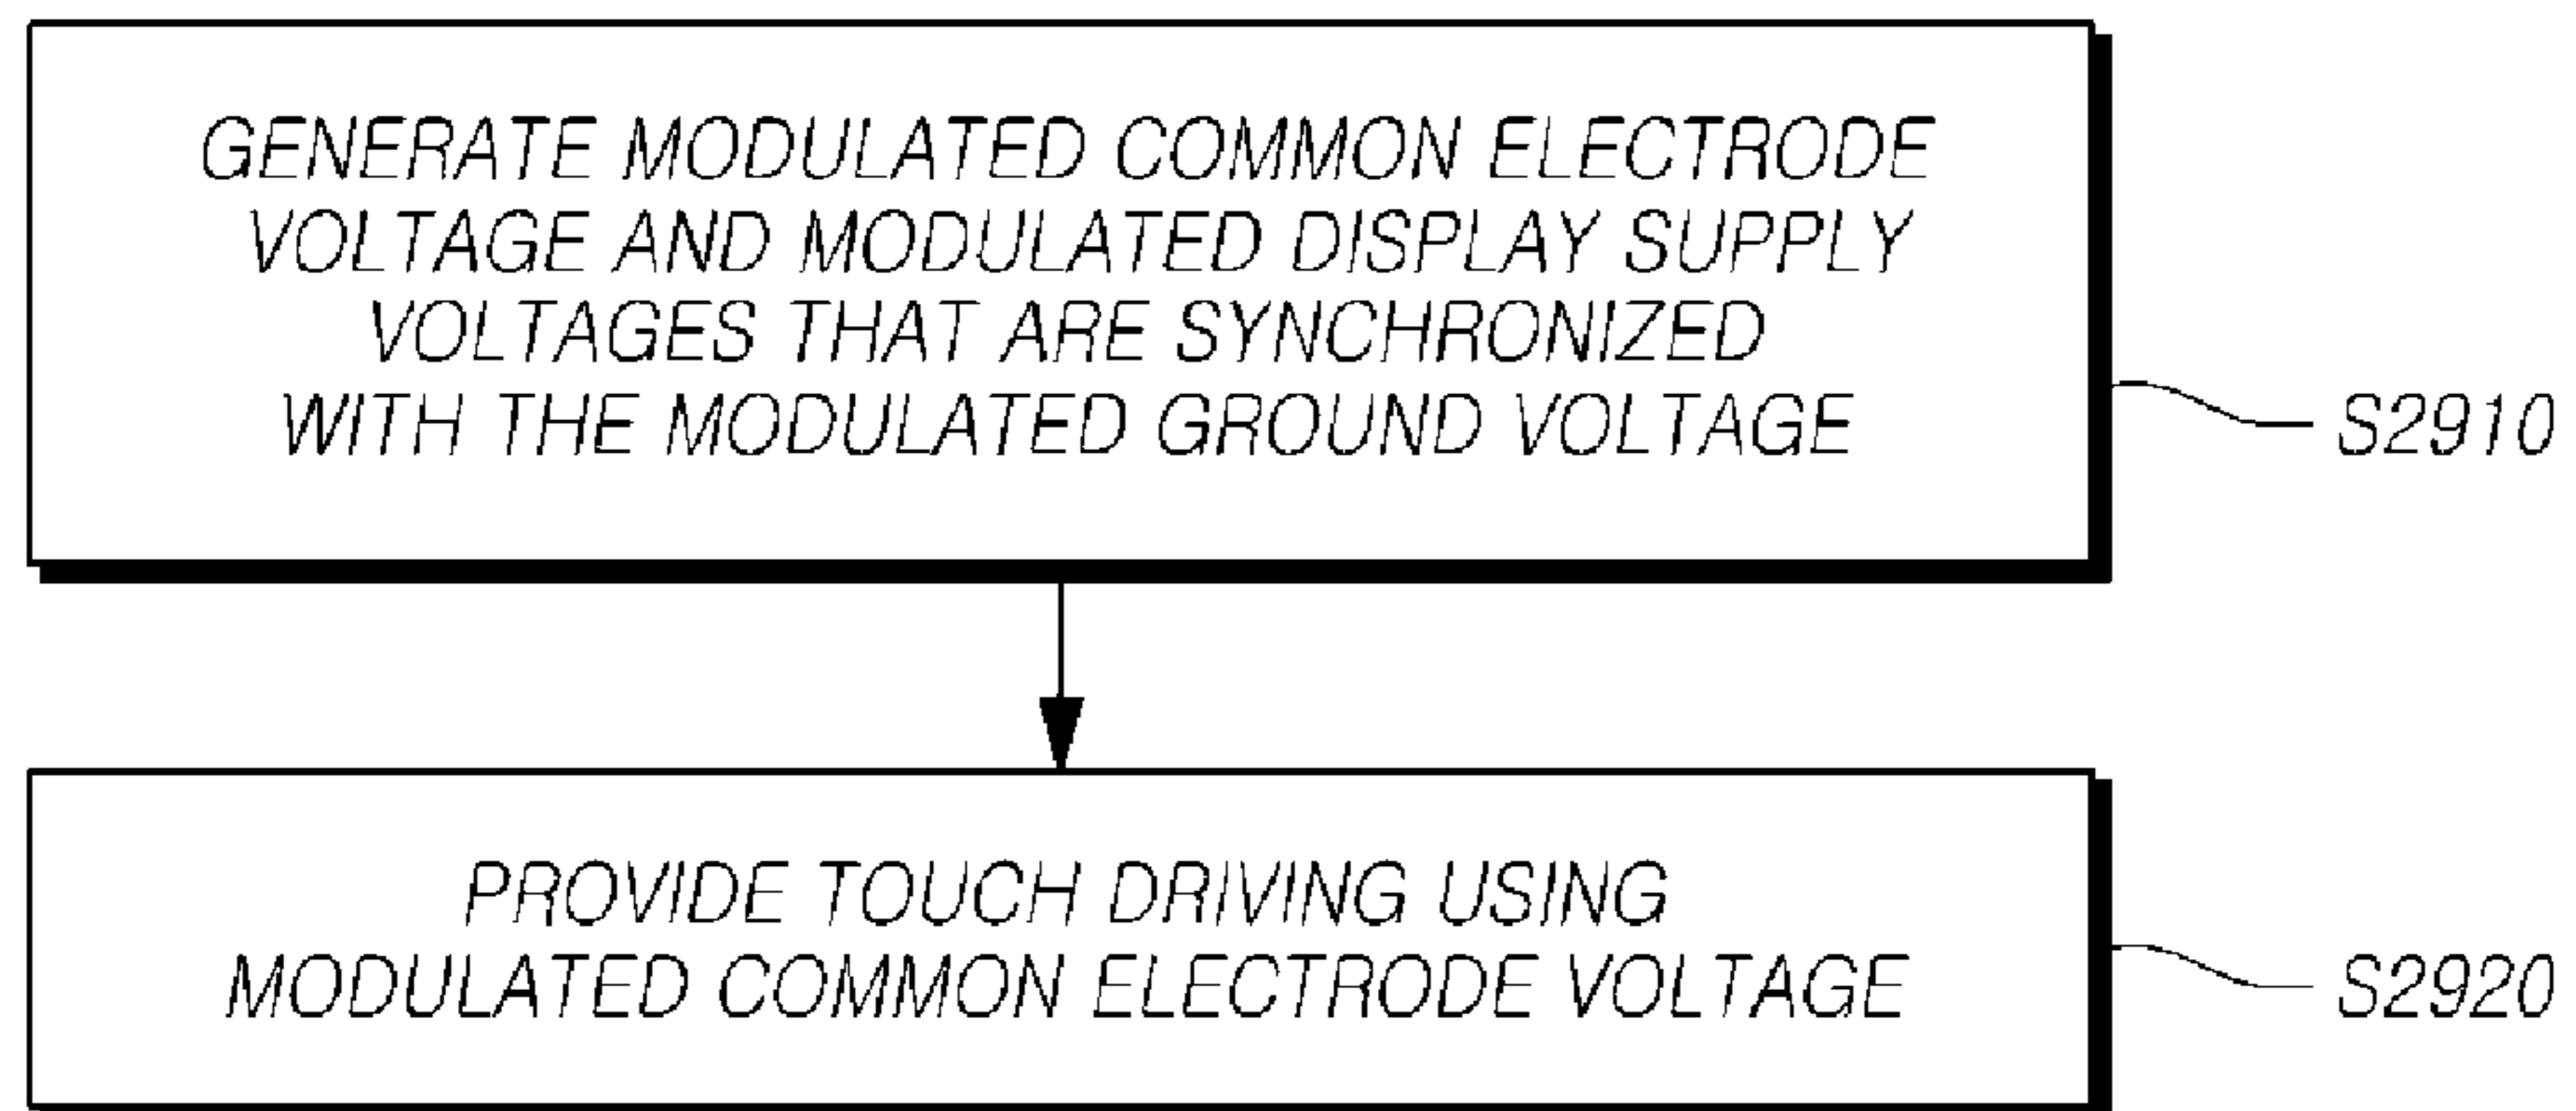 GENERATE MODULATED COMMON ELECTRODE
VOLTAGE AND MODULATED DISPLAY SUPPLY
VOLTAGES THAT ARE SYNCHRONIZED
WITH THE MODULATED GROUND VOLTAGE
S2910
PROVIDE TOUCH DRIVING USING
MODULATED COMMON ELECTRODE VOLTAGE
S2920